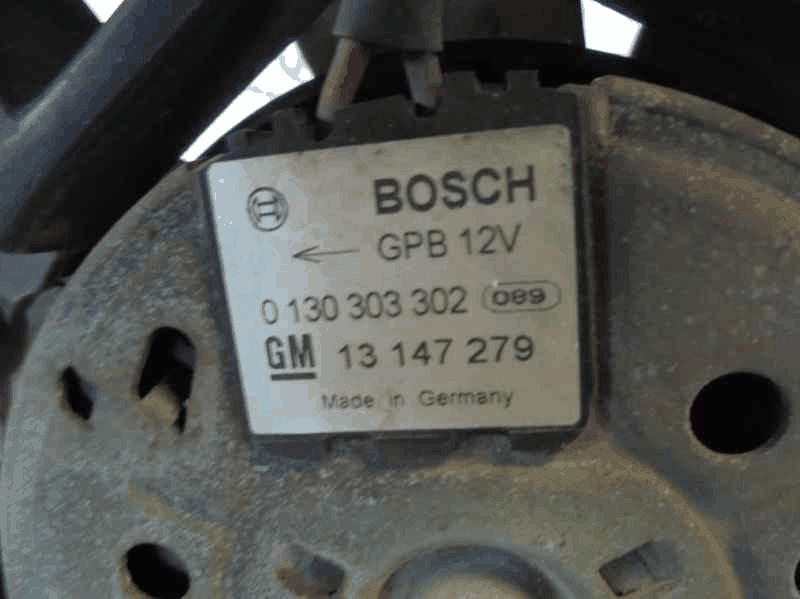 BOSCH
GPB 12V
0 130 303 302 089
GM 13 147 279
Made in Germany